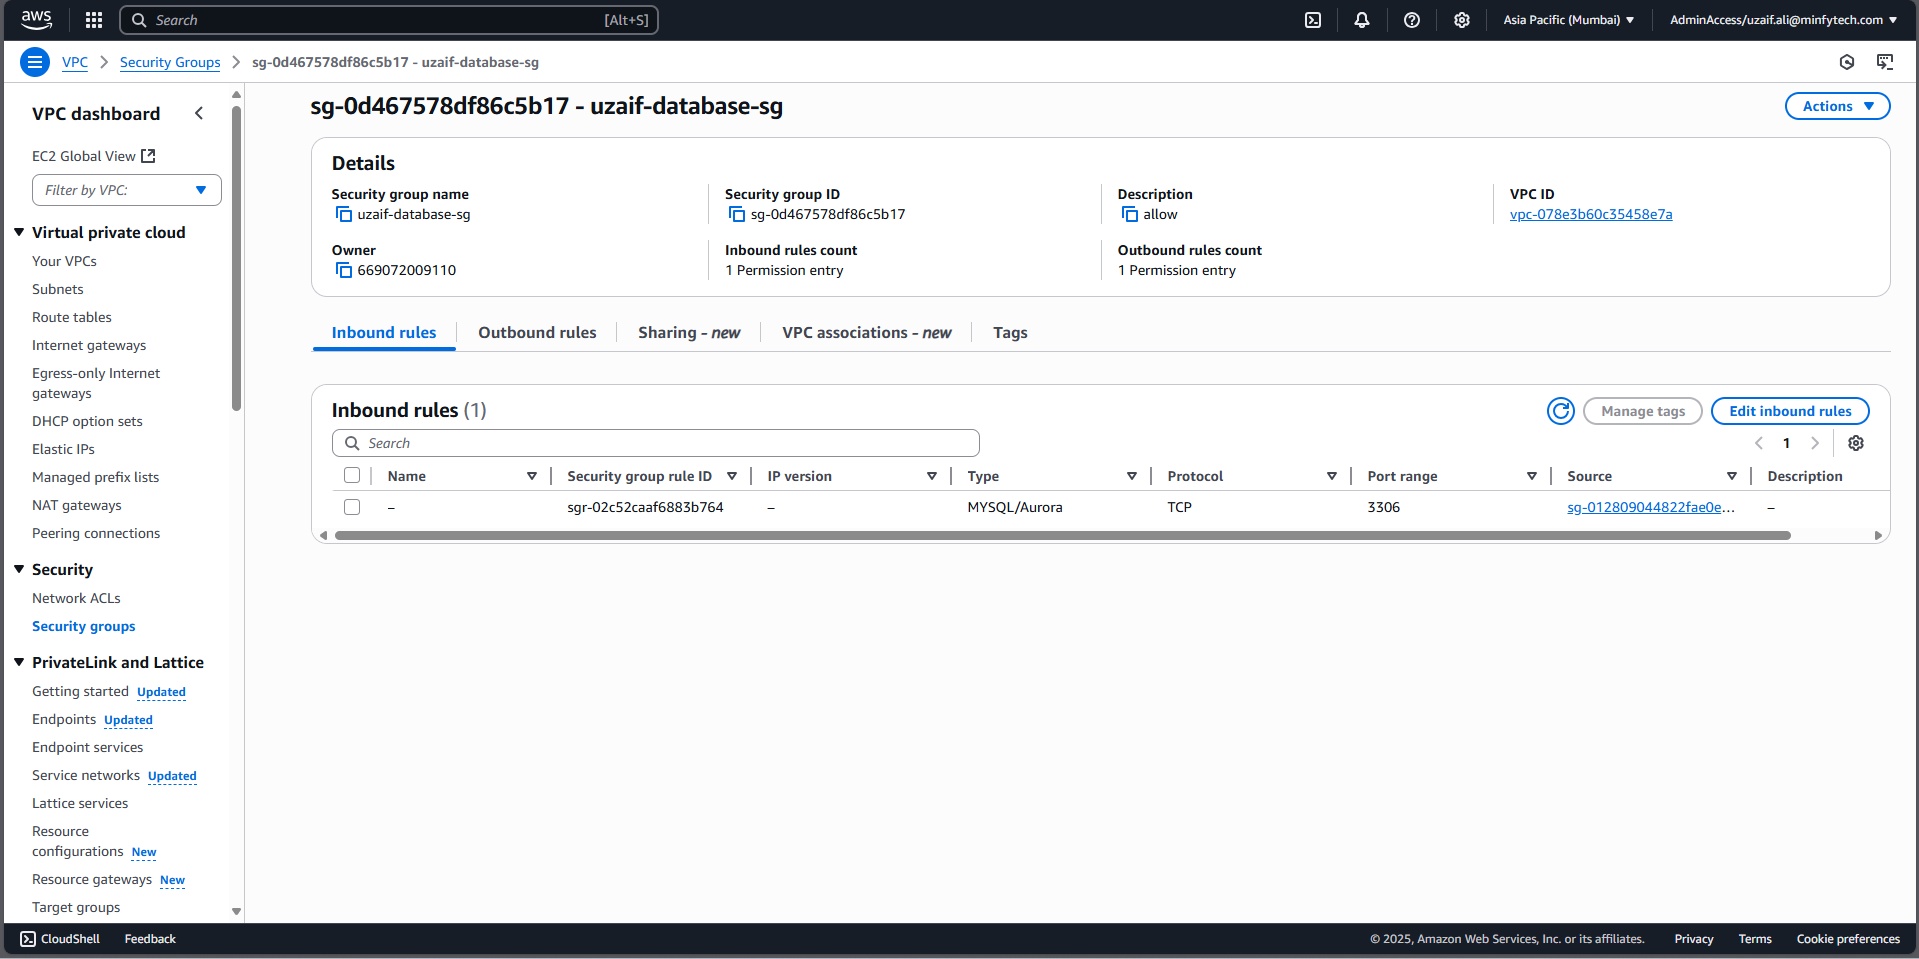 aws
Search [Alt+S]
Asia Pacific (Mumbai)
AdminAccess/uzaif.ali@minfytech.com
VPC
Security Groups
sg-0d467578df86c5b17 - uzaif-database-sg
VPC dashboard
EC2 Global View
Filter by VPC:
Virtual private cloud
Your VPCs
Subnets
Route tables
Internet gateways
Egress-only Internet
gateways
DHCP option sets
Elastic IPs
Managed prefix lists
NAT gateways
Peering connections
Security
Network ACLs
Security groups
PrivateLink and Lattice
Getting started Updated
Endpoints Updated
Endpoint services
Service networks Updated
Lattice services
Resource
configurations New
Resource gateways New
Target groups
sg-0d467578df86c5b17 - uzaif-database-sg
Actions
Details
Security group name
uzaif-database-sg
Security group ID
sg-0d467578df86c5b17
Description
allow
VPC ID
vpc-078e3b60c35458e7a
Owner
669072009110
Inbound rules count
1 Permission entry
Outbound rules count
1 Permission entry
Inbound rules
Outbound rules
Sharing - new
VPC associations - new
Tags
Inbound rules (1)
Manage tags
Edit inbound rules
Search
1
Name Security group rule ID IP version Type Protocol Port range Source Description
– sgr-02c52caaf6883b764 – MYSQL/Aurora TCP 3306 sg-012809044822fae0e... –
CloudShell
Feedback
© 2025, Amazon Web Services, Inc. or its affiliates.
Privacy
Terms
Cookie preferences